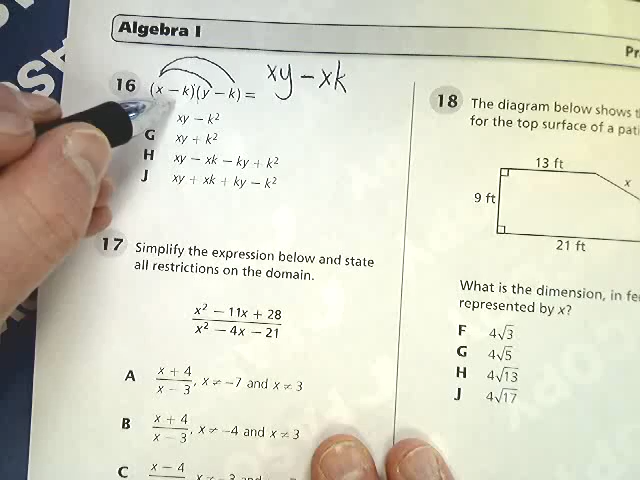 Algebra I
Pr
16 (x − k)(y − k) = xy − xk
xy − k²
G xy + k²
H xy − xk − ky + k²
J xy + xk + ky − k²
17 Simplify the expression below and state
all restrictions on the domain.
x² − 11x + 28
x² − 4x − 21
A x + 4
x − 3 , x ≠ −7 and x ≠ 3
B x + 4
x − 3 , x ≠ −4 and x ≠ 3
C x − 4
18 The diagram below shows t
for the top surface of a pati
13 ft
x
9 ft
21 ft
What is the dimension, in fe
represented by x?
F 4√3
G 4√5
H 4√13
J 4√17